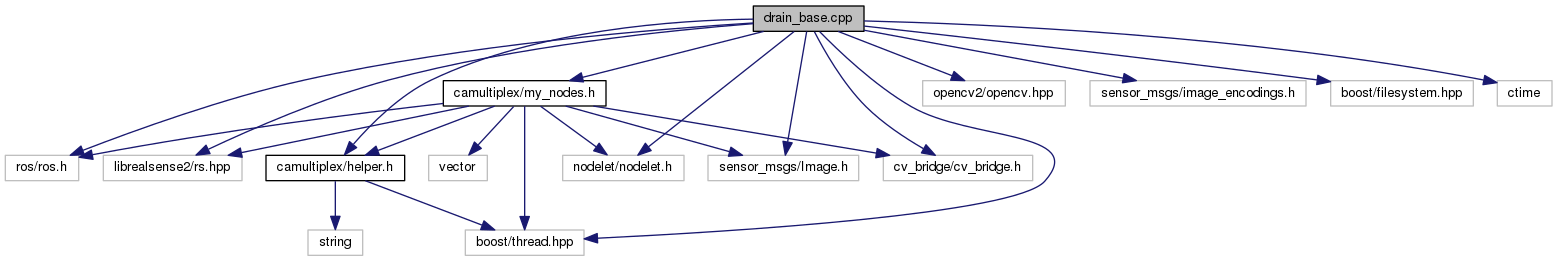 drain_base.cpp
camultiplex/my_nodes.h
opencv2/opencv.hpp
sensor_msgs/image_encodings.h
boost/filesystem.hpp
ctime
ros/ros.h
librealsense2/rs.hpp
camultiplex/helper.h
vector
nodelet/nodelet.h
sensor_msgs/Image.h
cv_bridge/cv_bridge.h
string
boost/thread.hpp